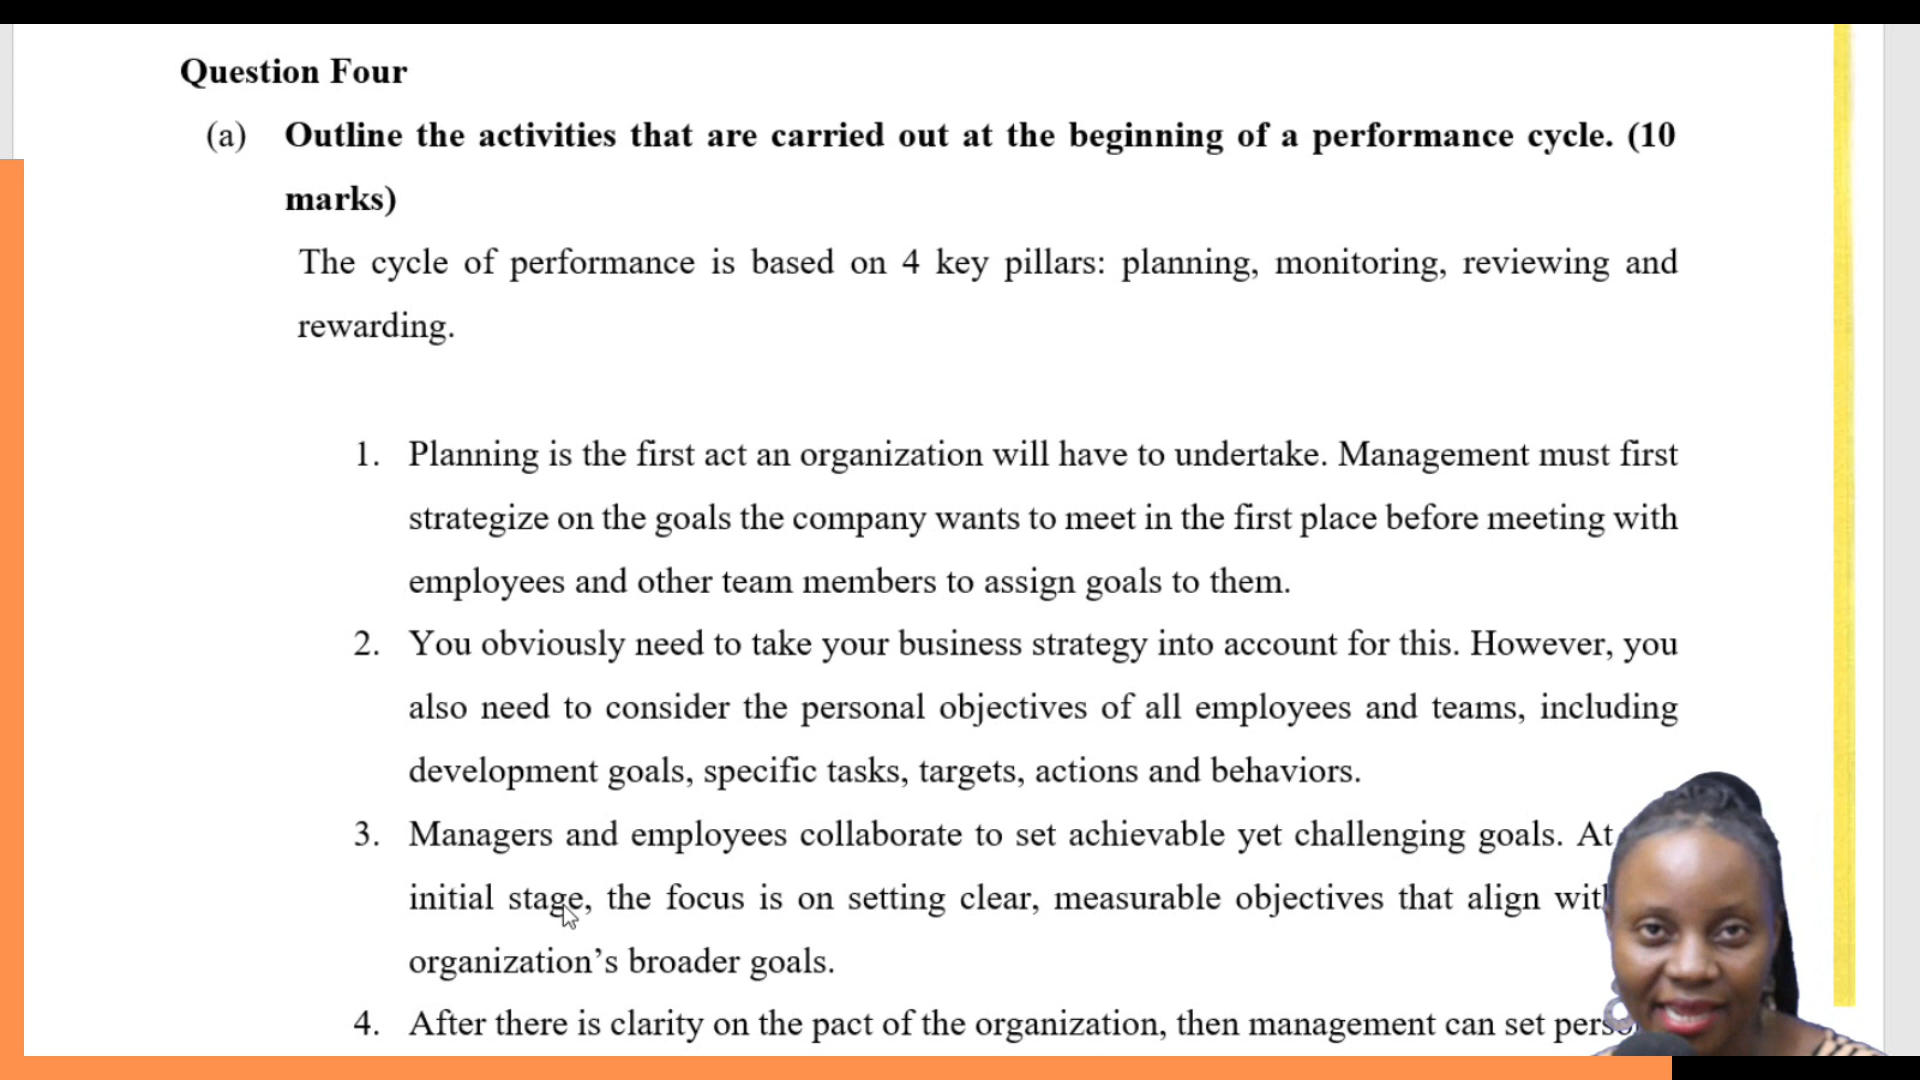 Question Four
(a) Outline the activities that are carried out at the beginning of a performance cycle. (10
marks)
The cycle of performance is based on 4 key pillars: planning, monitoring, reviewing and
rewarding.
1. Planning is the first act an organization will have to undertake. Management must first
strategize on the goals the company wants to meet in the first place before meeting with
employees and other team members to assign goals to them.
2. You obviously need to take your business strategy into account for this. However, you
also need to consider the personal objectives of all employees and teams, including
development goals, specific tasks, targets, actions and behaviors.
3. Managers and employees collaborate to set achievable yet challenging goals. At
initial stage, the focus is on setting clear, measurable objectives that align
organization’s broader goals.
4. After there is clarity on the pact of the organization, then management can set